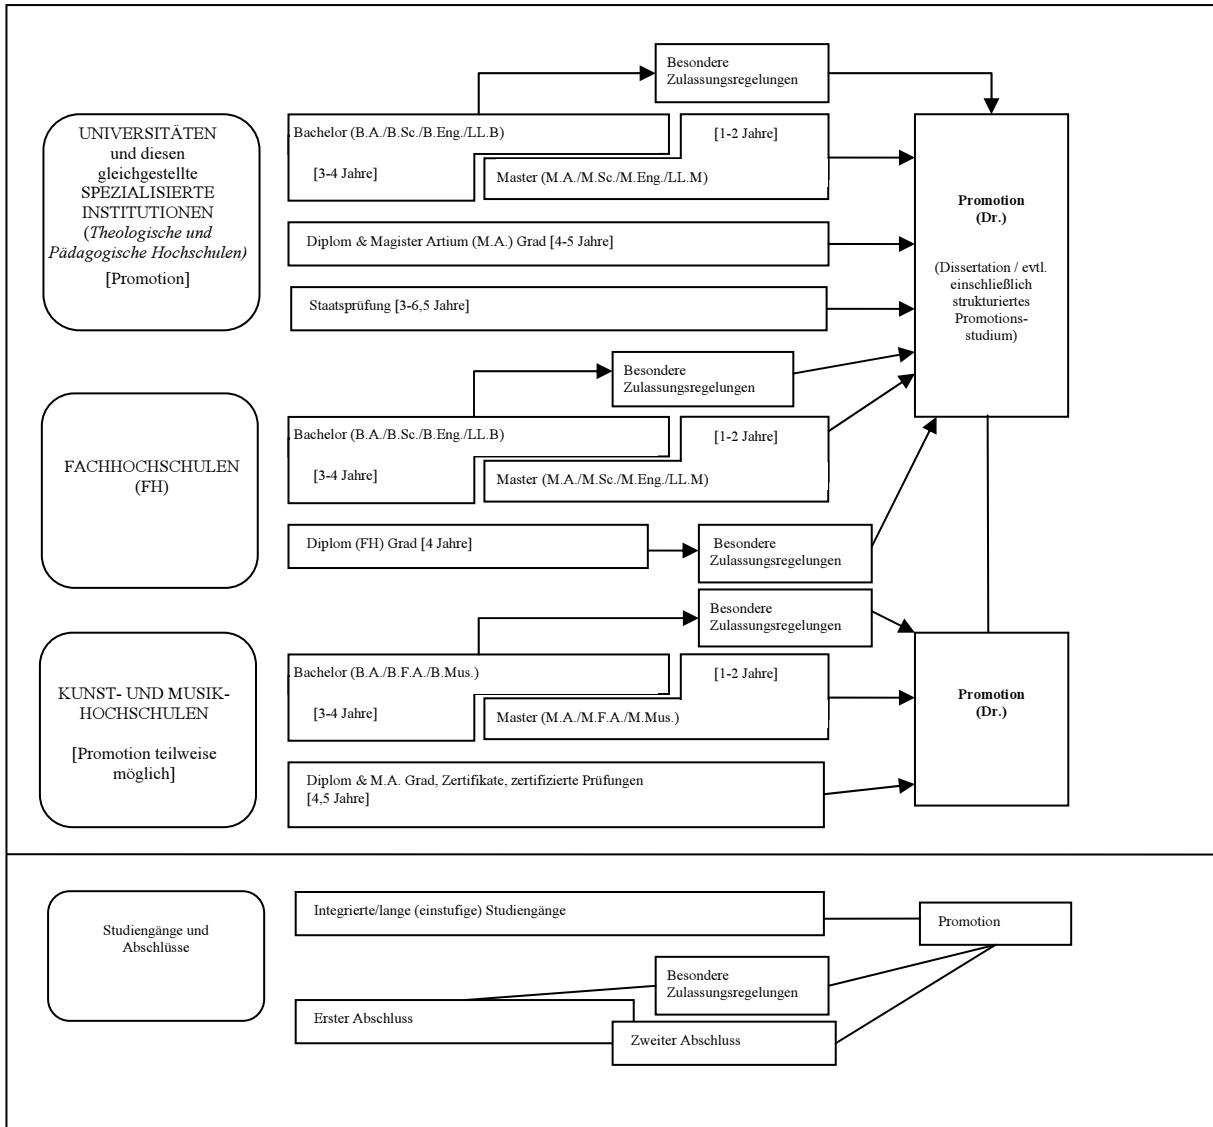 Besondere
Zulassungsregelungen
UNIVERSITÄTEN
und diesen
gleichgestellte
SPEZIALISIERTE
INSTITUTIONEN
(Theologische und
Pädagogische Hochschulen)
[Promotion]
Bachelor (B.A./B.Sc./B.Eng./LL.B)
[3-4 Jahre]
[1-2 Jahre]
Master (M.A./M.Sc./M.Eng./LL.M)
Diplom & Magister Artium (M.A.) Grad [4-5 Jahre]
Staatsprüfung [3-6,5 Jahre]
Promotion
(Dr.)
(Dissertation / evtl.
einschließlich
strukturiertes
Promotions-
studium)
FACHHOCHSCHULEN
(FH)
Besondere
Zulassungsregelungen
Bachelor (B.A./B.Sc./B.Eng./LL.B)
[3-4 Jahre]
[1-2 Jahre]
Master (M.A./M.Sc./M.Eng./LL.M)
Diplom (FH) Grad [4 Jahre]
Besondere
Zulassungsregelungen
KUNST- UND MUSIK-
HOCHSCHULEN
[Promotion teilweise
möglich]
Besondere
Zulassungsregelungen
Bachelor (B.A./B.F.A./B.Mus.)
[3-4 Jahre]
[1-2 Jahre]
Master (M.A./M.F.A./M.Mus.)
Diplom & M.A. Grad, Zertifikate, zertifizierte Prüfungen
[4,5 Jahre]
Promotion
(Dr.)
Studiengänge und
Abschlüsse
Integrierte/lange (einstufige) Studiengänge
Promotion
Besondere
Zulassungsregelungen
Erster Abschluss
Zweiter Abschluss